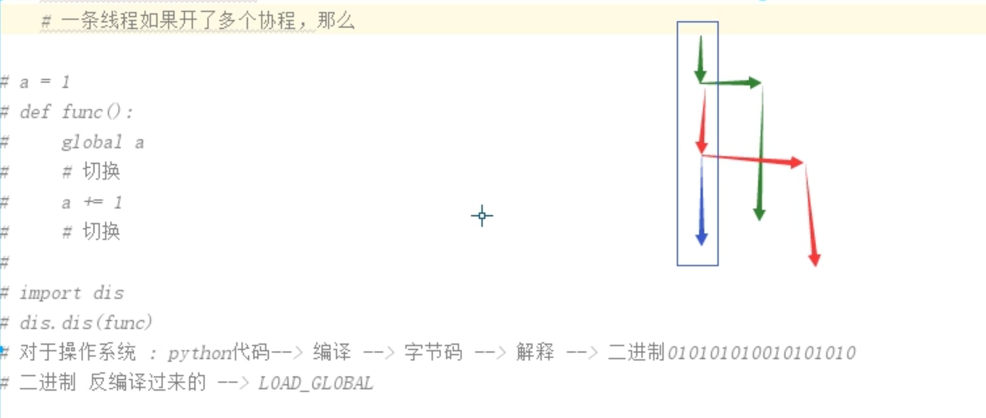 # 一条线程如果开了多个协程，那么
# a = 1
# def func():
#     global a
#     # 切换
#     a += 1
#     # 切换
#
# import dis
# dis.dis(func)
# 对于操作系统 : python代码--> 编译 --> 字节码 --> 解释 --> 二进制010101010010101010
# 二进制 反编译过来的 --> LOAD_GLOBAL